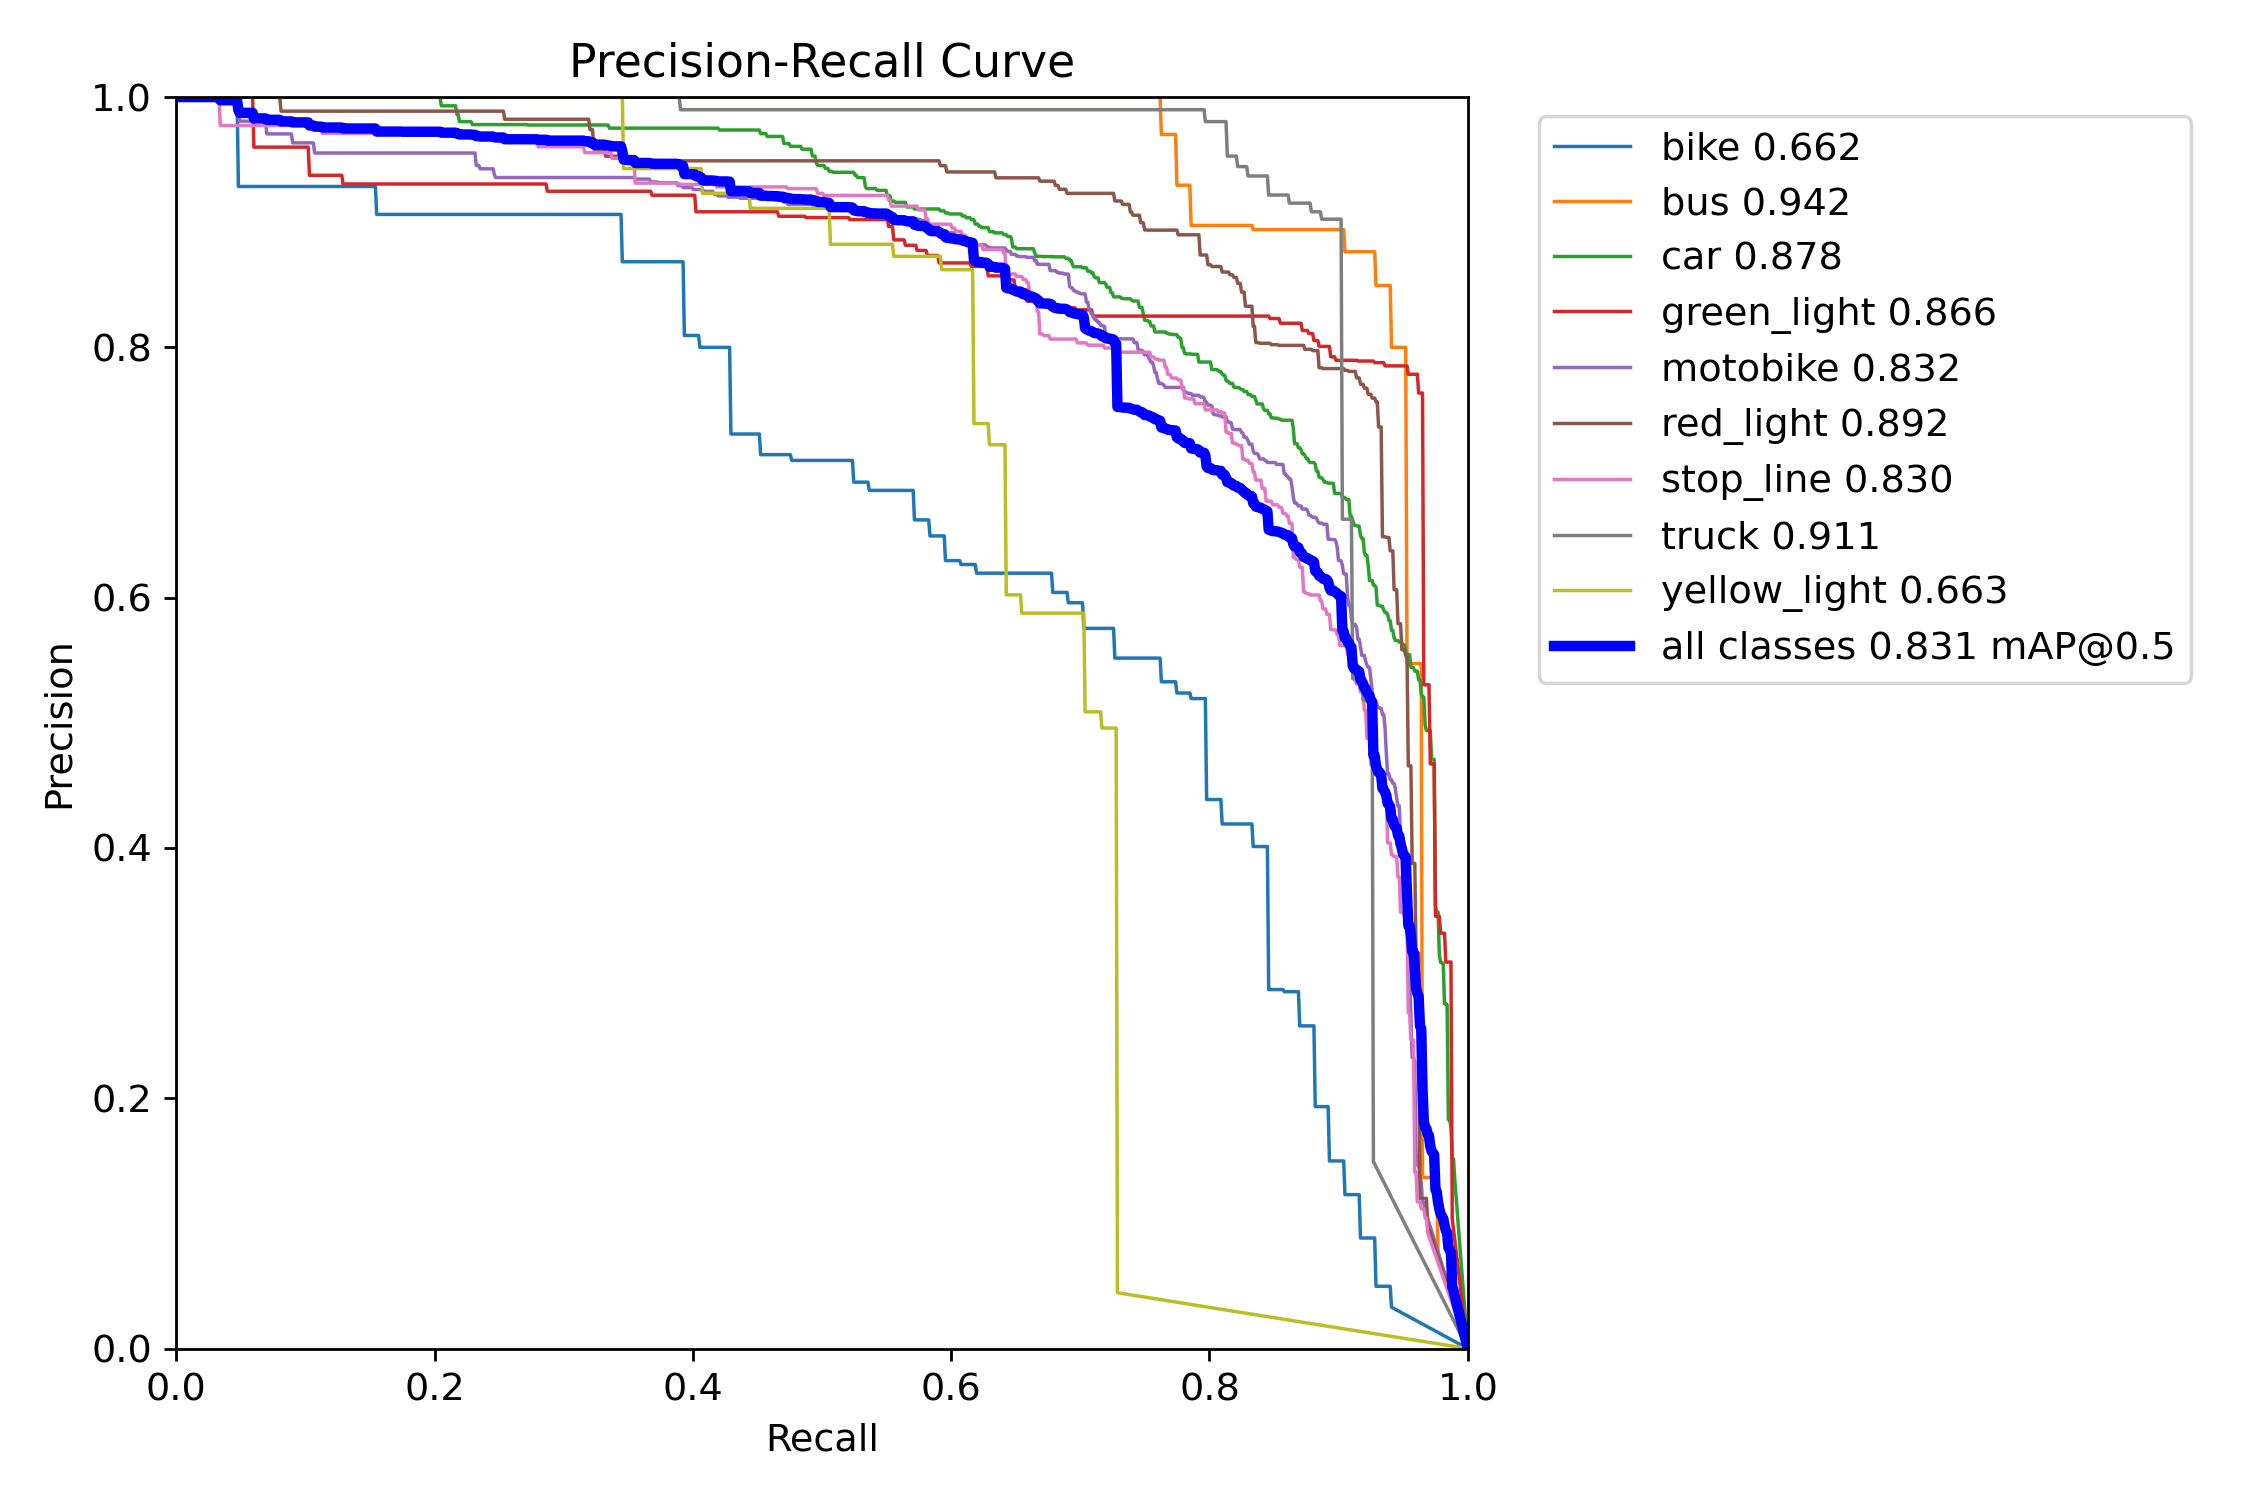 Precision-Recall Curve
1.0
0.8
0.6
0.4
0.2
0.0
Precision
0.0 0.2 0.4 0.6 0.8 1.0
Recall
bike 0.662
bus 0.942
car 0.878
green_light 0.866
motobike 0.832
red_light 0.892
stop_line 0.830
truck 0.911
yellow_light 0.663
all classes 0.831 mAP@0.5